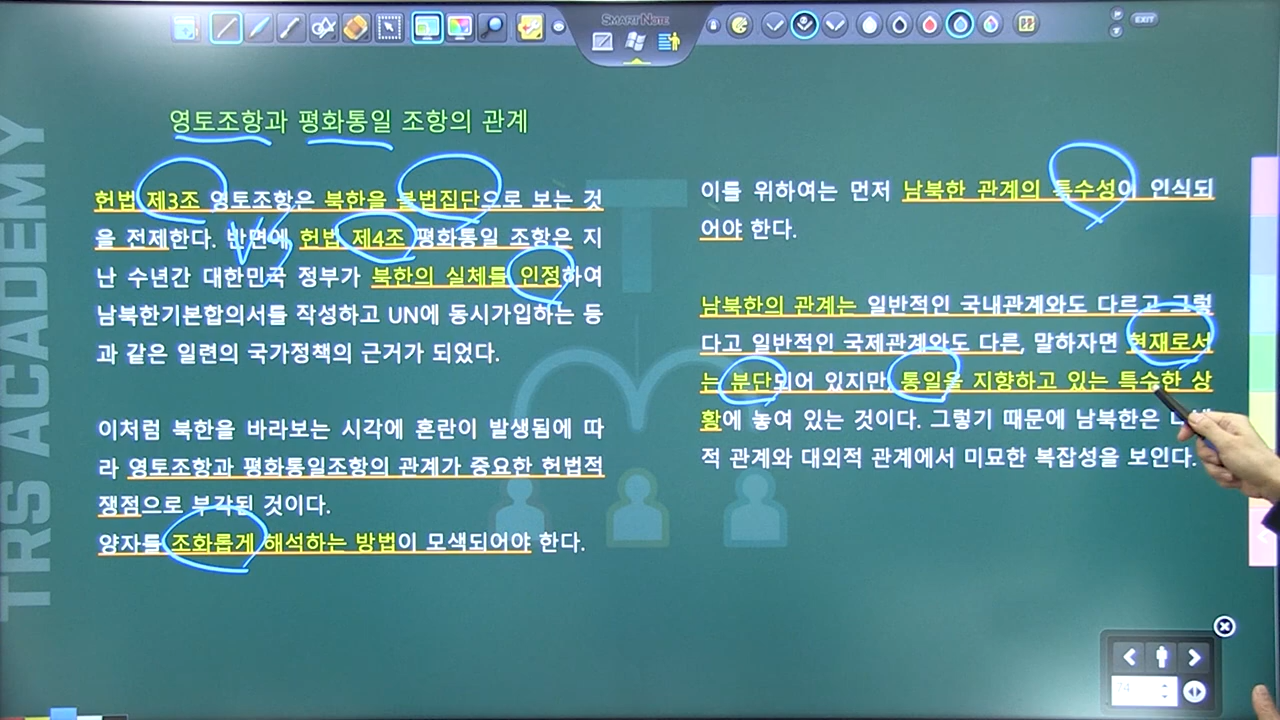 SMART NOTE
EXIT
TRS ACADEMY
영토조항과 평화통일 조항의 관계
헌법 제3조 영토조항은 북한을 불법집단으로 보는 것
을 전제한다. 반면에 헌법 제4조 평화통일 조항은 지
난 수년간 대한민국 정부가 북한의 실체를 인정하여
남북한기본합의서를 작성하고 UN에 동시가입하는 등
과 같은 일련의 국가정책의 근거가 되었다.
이처럼 북한을 바라보는 시각에 혼란이 발생됨에 따
라 영토조항과 평화통일조항의 관계가 중요한 헌법적
쟁점으로 부각된 것이다.
양자를 조화롭게 해석하는 방법이 모색되어야 한다.
이들 위하여는 먼저 남북한 관계의 특수성이 인식되
어야 한다.
남북한의 관계는 일반적인 국내관계와도 다르고 그렇
다고 일반적인 국제관계와도 다른, 말하자면 현재로서
는 분단되어 있지만 통일을 지향하고 있는 특수한 상
황에 놓여 있는 것이다. 그렇기 때문에 남북한은
적 관계와 대외적 관계에서 미묘한 복잡성을 보인다.
74